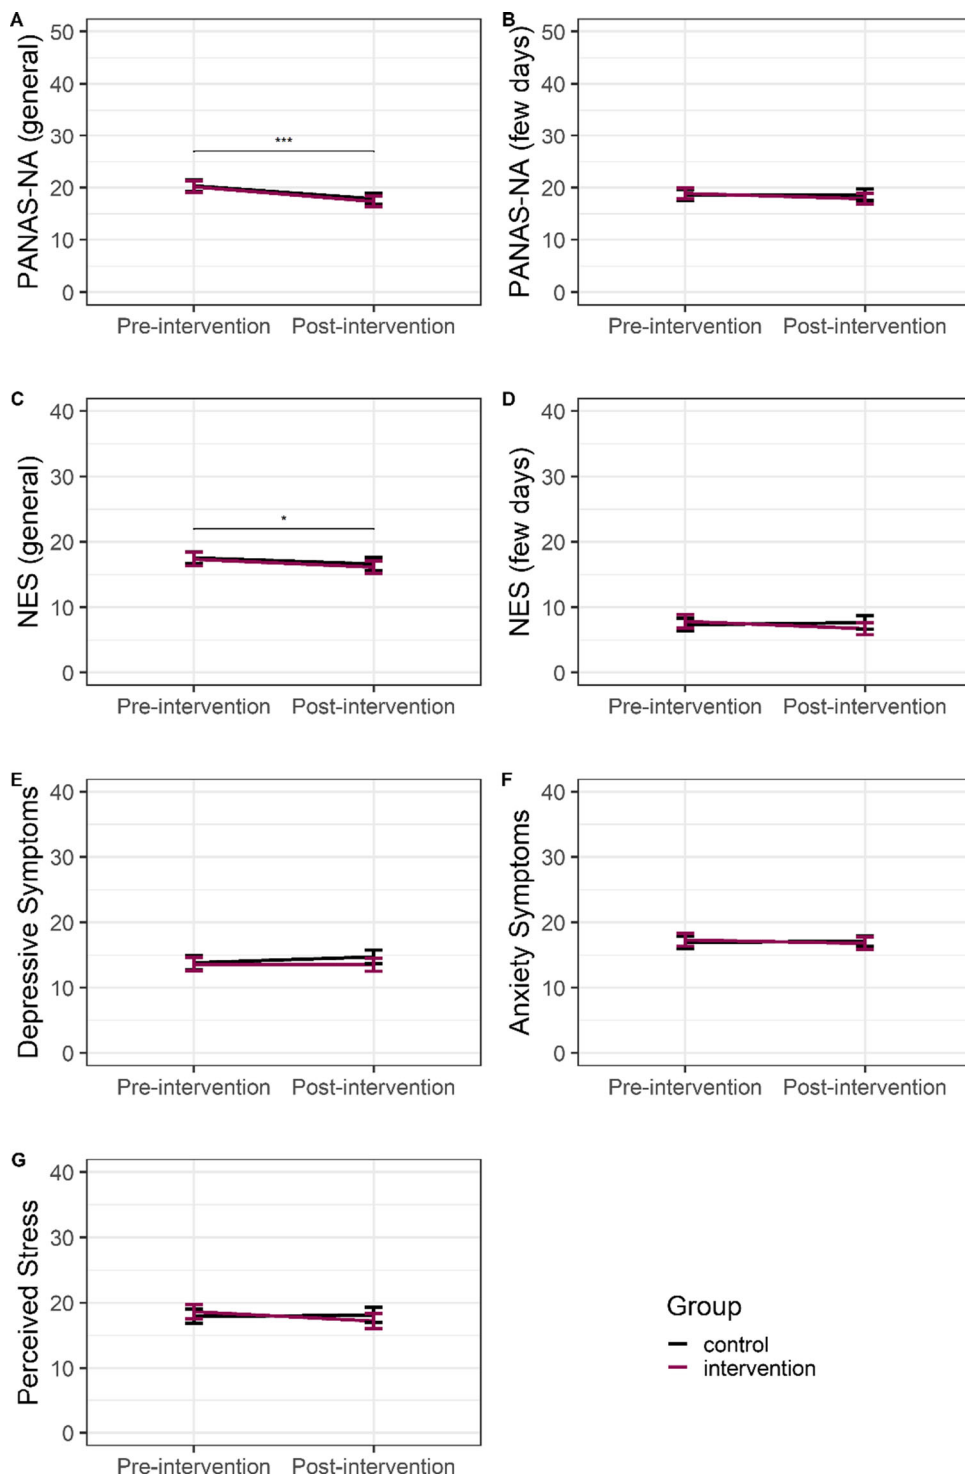 A
PANAS-NA (general)
50
40
30
20
10
0
***
Pre-intervention Post-intervention
B
PANAS-NA (few days)
50
40
30
20
10
0
Pre-intervention Post-intervention
C
NES (general)
40
30
20
10
0
*
Pre-intervention Post-intervention
D
NES (few days)
40
30
20
10
0
Pre-intervention Post-intervention
E
Depressive Symptoms
40
30
20
10
0
Pre-intervention Post-intervention
F
Anxiety Symptoms
40
30
20
10
0
Pre-intervention Post-intervention
G
Perceived Stress
40
30
20
10
0
Pre-intervention Post-intervention
Group
control
intervention